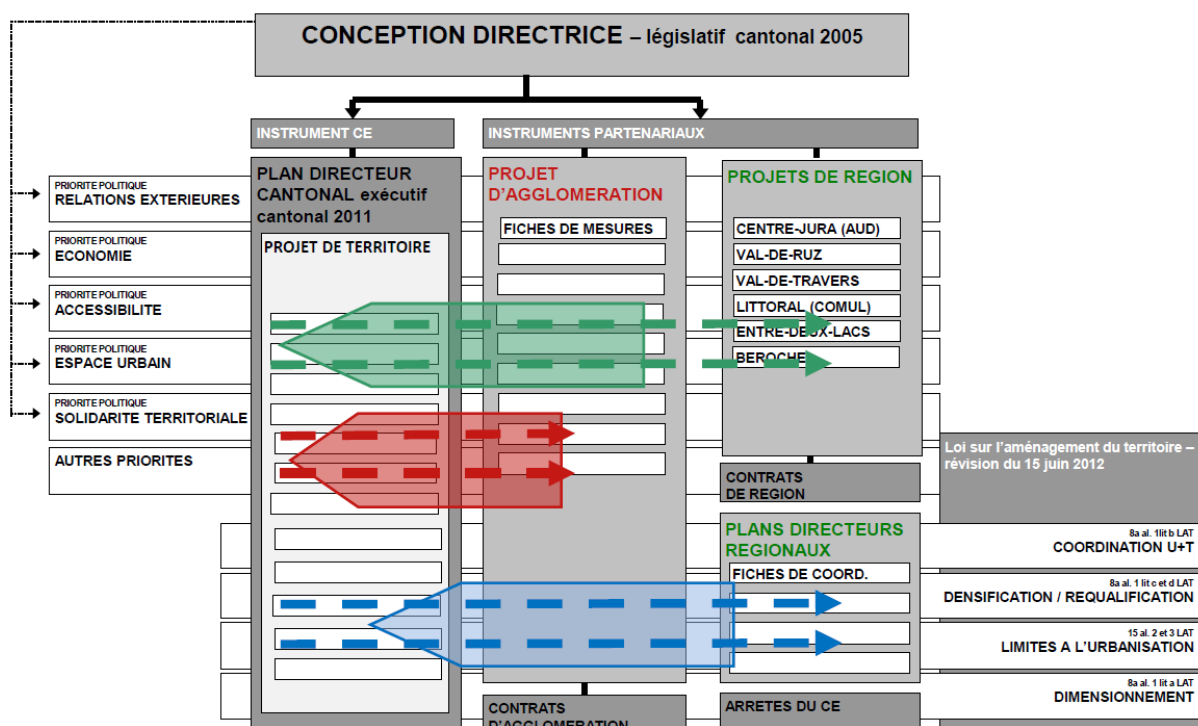 CONCEPTION DIRECTRICE – législatif cantonal 2005
INSTRUMENT CE
INSTRUMENTS PARTENARIAUX
PRIORITE POLITIQUE
RELATIONS EXTERIEURES
PRIORITE POLITIQUE
ECONOMIE
PRIORITE POLITIQUE
ACCESSIBILITE
PRIORITE POLITIQUE
ESPACE URBAIN
PRIORITE POLITIQUE
SOLIDARITE TERRITORIALE
AUTRES PRIORITES
PLAN DIRECTEUR
CANTONAL exécutif
cantonal 2011
PROJET DE TERRITOIRE
PROJET
D'AGGLOMERATION
FICHES DE MESURES
CONTRATS
D'AGGLOMERATION
PROJETS DE REGION
CENTRE-JURA (AUD)
VAL-DE-RUZ
VAL-DE-TRAVERS
LITTORAL (COMUL)
ENTRE-DEUX-LACS
BEROCHE
CONTRATS
DE REGION
PLANS DIRECTEURS
REGIONAUX
FICHES DE COORD.
ARRETES DU CE
Loi sur l'aménagement du territoire –
révision du 15 juin 2012
8a al. 1lit b LAT
COORDINATION U+T
8a al. 1 lit c et d LAT
DENSIFICATION / REQUALIFICATION
15 al. 2 et 3 LAT
LIMITES A L'URBANISATION
8a al. 1 lit a LAT
DIMENSIONNEMENT